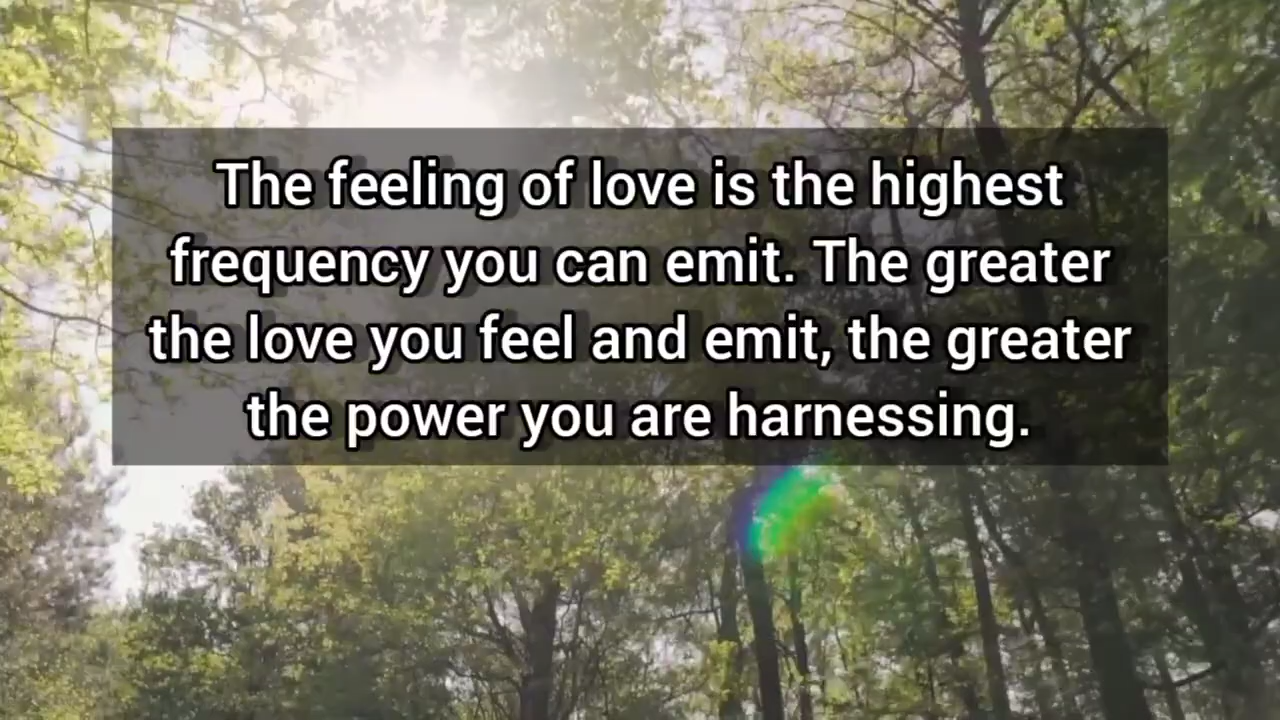 The feeling of love is the highest
frequency you can emit. The greater
the love you feel and emit, the greater
the power you are harnessing.